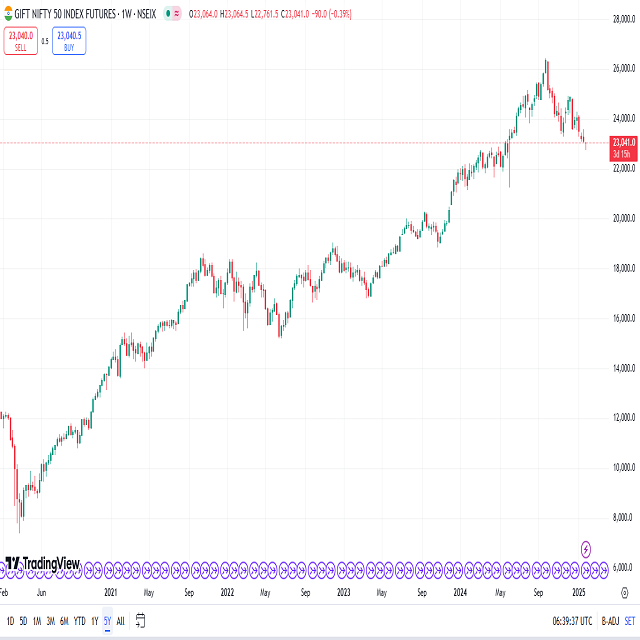 GIFT NIFTY 50 INDEX FUTURES · 1W · NSEIX O23,064.0 H23,064.5 L22,761.5 C23,041.0 −90.0 (−0.39%)
23,040.0 SELL 0.5 23,040.5 BUY
28,000.0
26,000.0
24,000.0
23,041.0
3d 15h
22,000.0
20,000.0
18,000.0
16,000.0
14,000.0
12,000.0
10,000.0
8,000.0
6,000.0
TradingView
Feb Jun 2021 May Sep 2022 May Sep 2023 May Sep 2024 May Sep 2025
1D 5D 1M 3M 6M YTD 1Y 5Y All 06:39:37 UTC B-ADJ SET